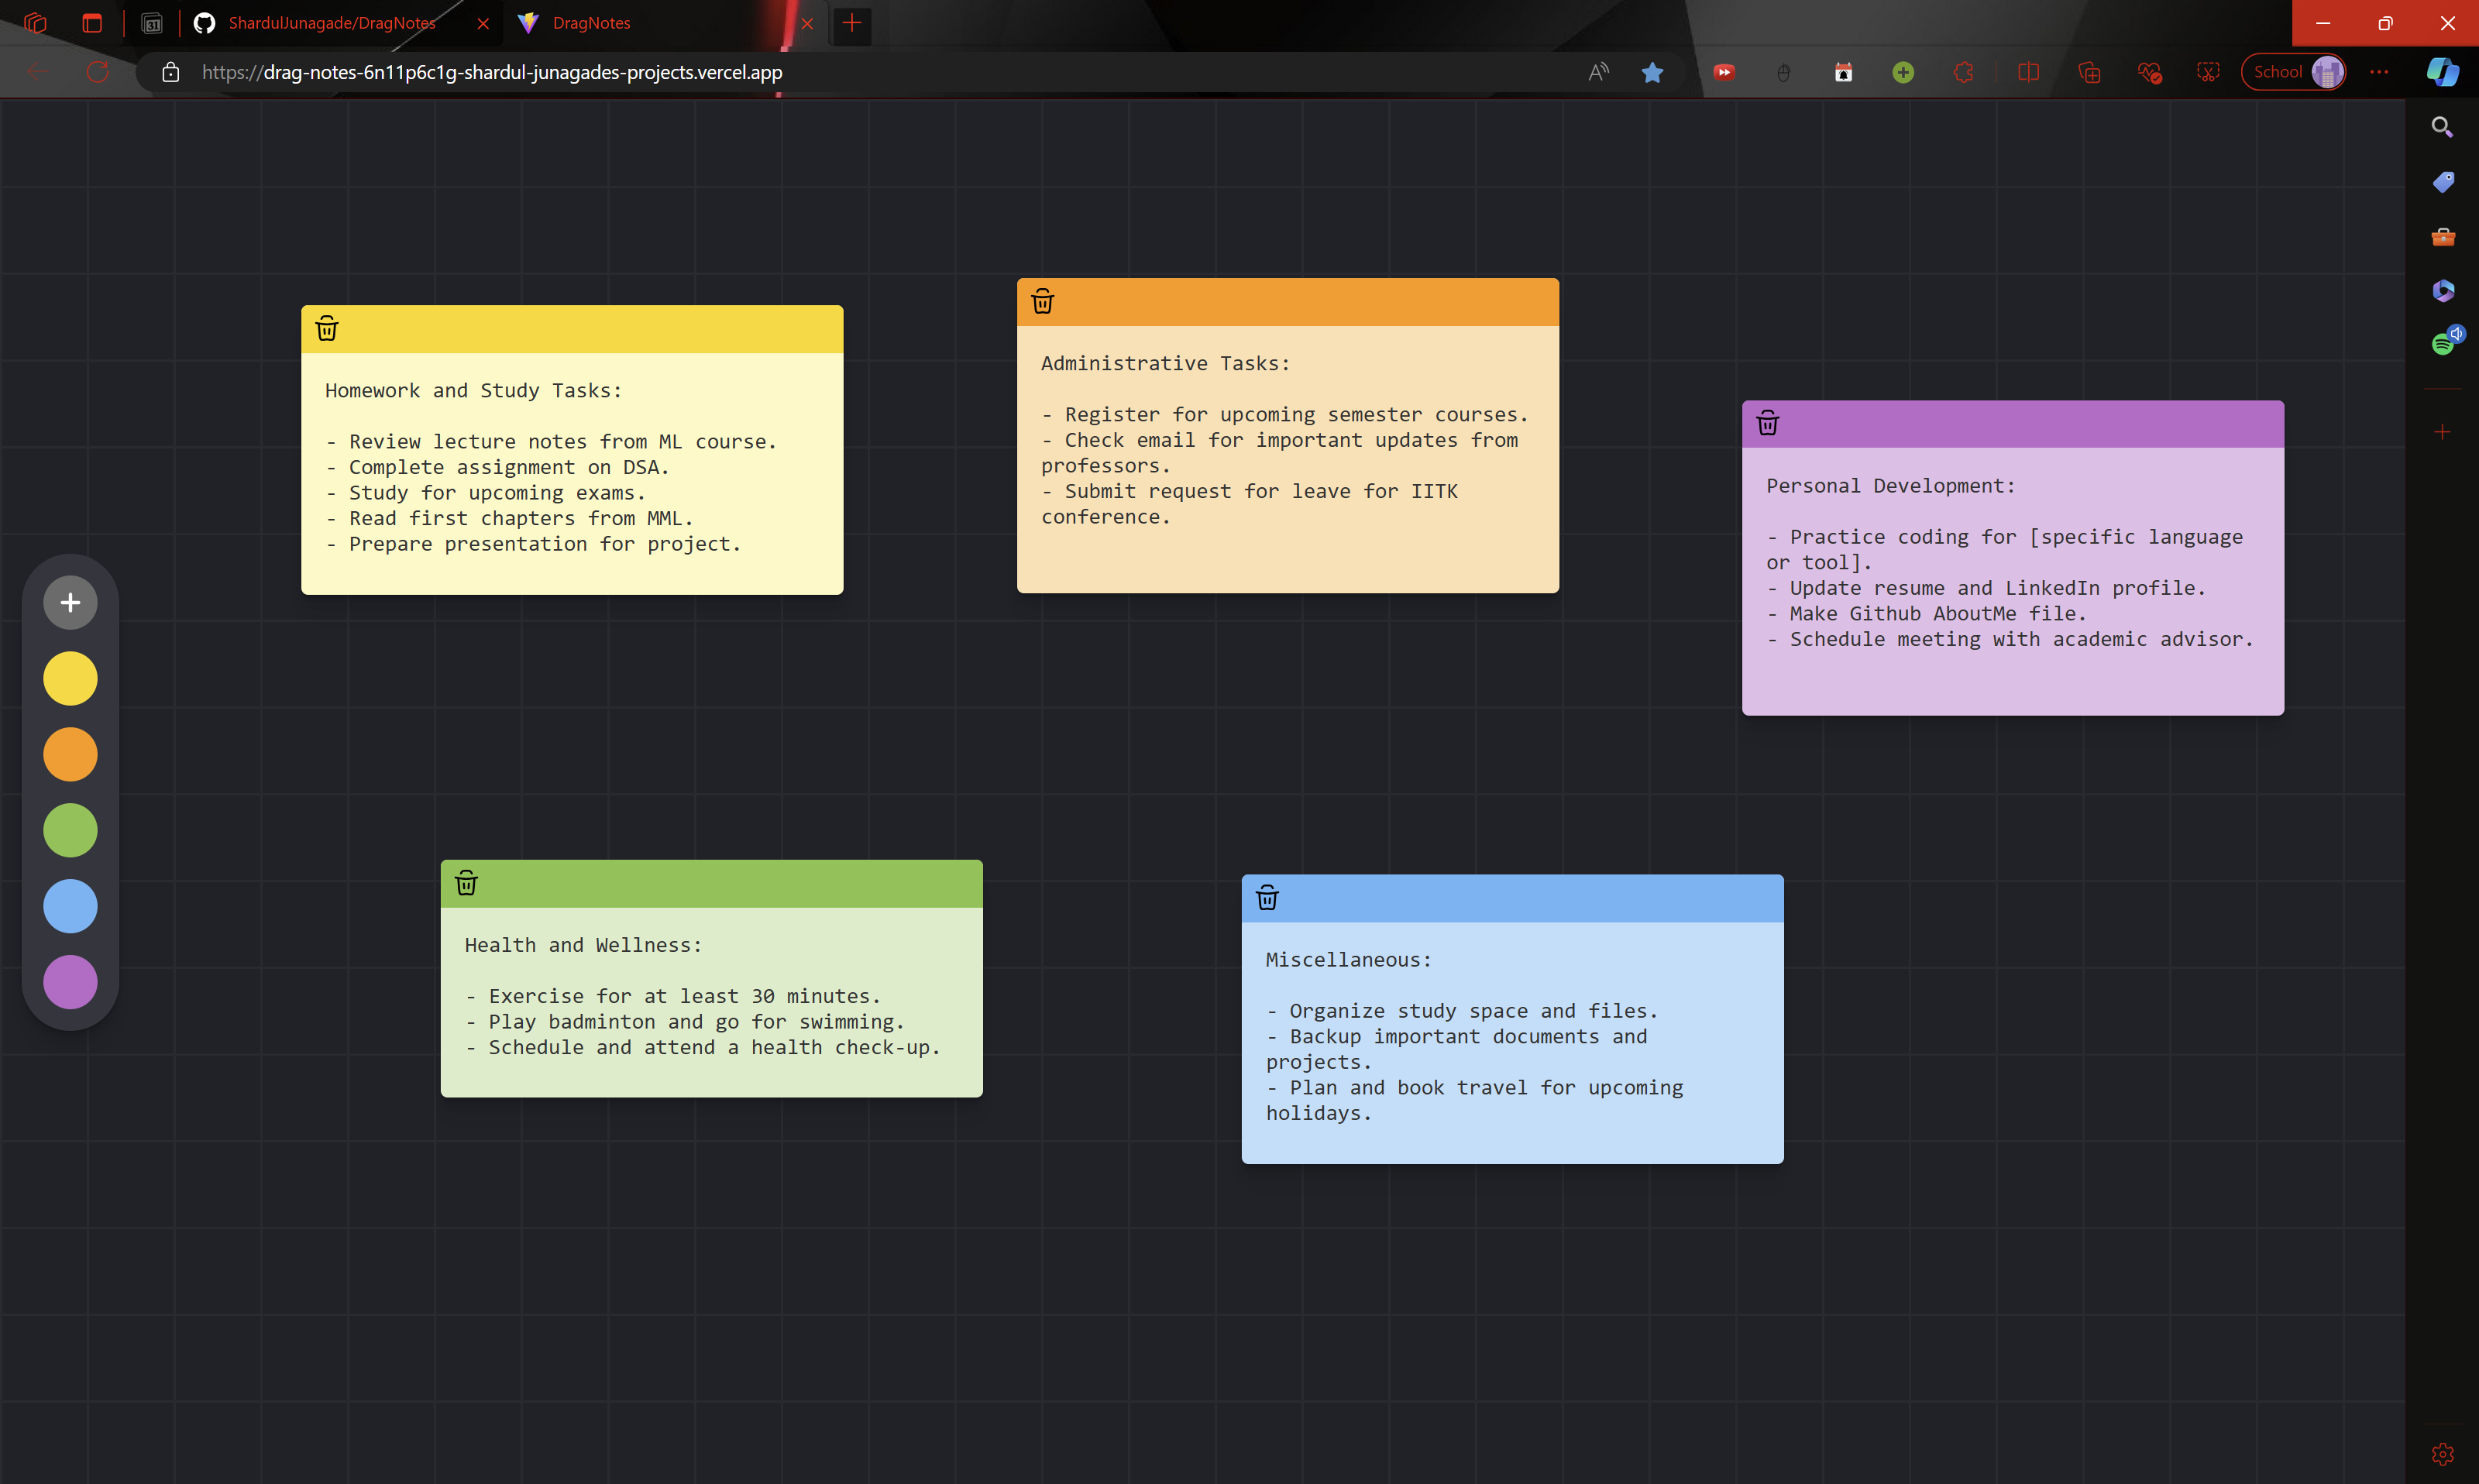 ShardulJunagade/DragNotes
DragNotes
https://drag-notes-6n11p6c1g-shardul-junagades-projects.vercel.app
School
Homework and Study Tasks:
- Review lecture notes from ML course.
- Complete assignment on DSA.
- Study for upcoming exams.
- Read first chapters from MML.
- Prepare presentation for project.
Administrative Tasks:
- Register for upcoming semester courses.
- Check email for important updates from
professors.
- Submit request for leave for IITK
conference.
Personal Development:
- Practice coding for [specific language
or tool].
- Update resume and LinkedIn profile.
- Make Github AboutMe file.
- Schedule meeting with academic advisor.
Health and Wellness:
- Exercise for at least 30 minutes.
- Play badminton and go for swimming.
- Schedule and attend a health check-up.
Miscellaneous:
- Organize study space and files.
- Backup important documents and
projects.
- Plan and book travel for upcoming
holidays.